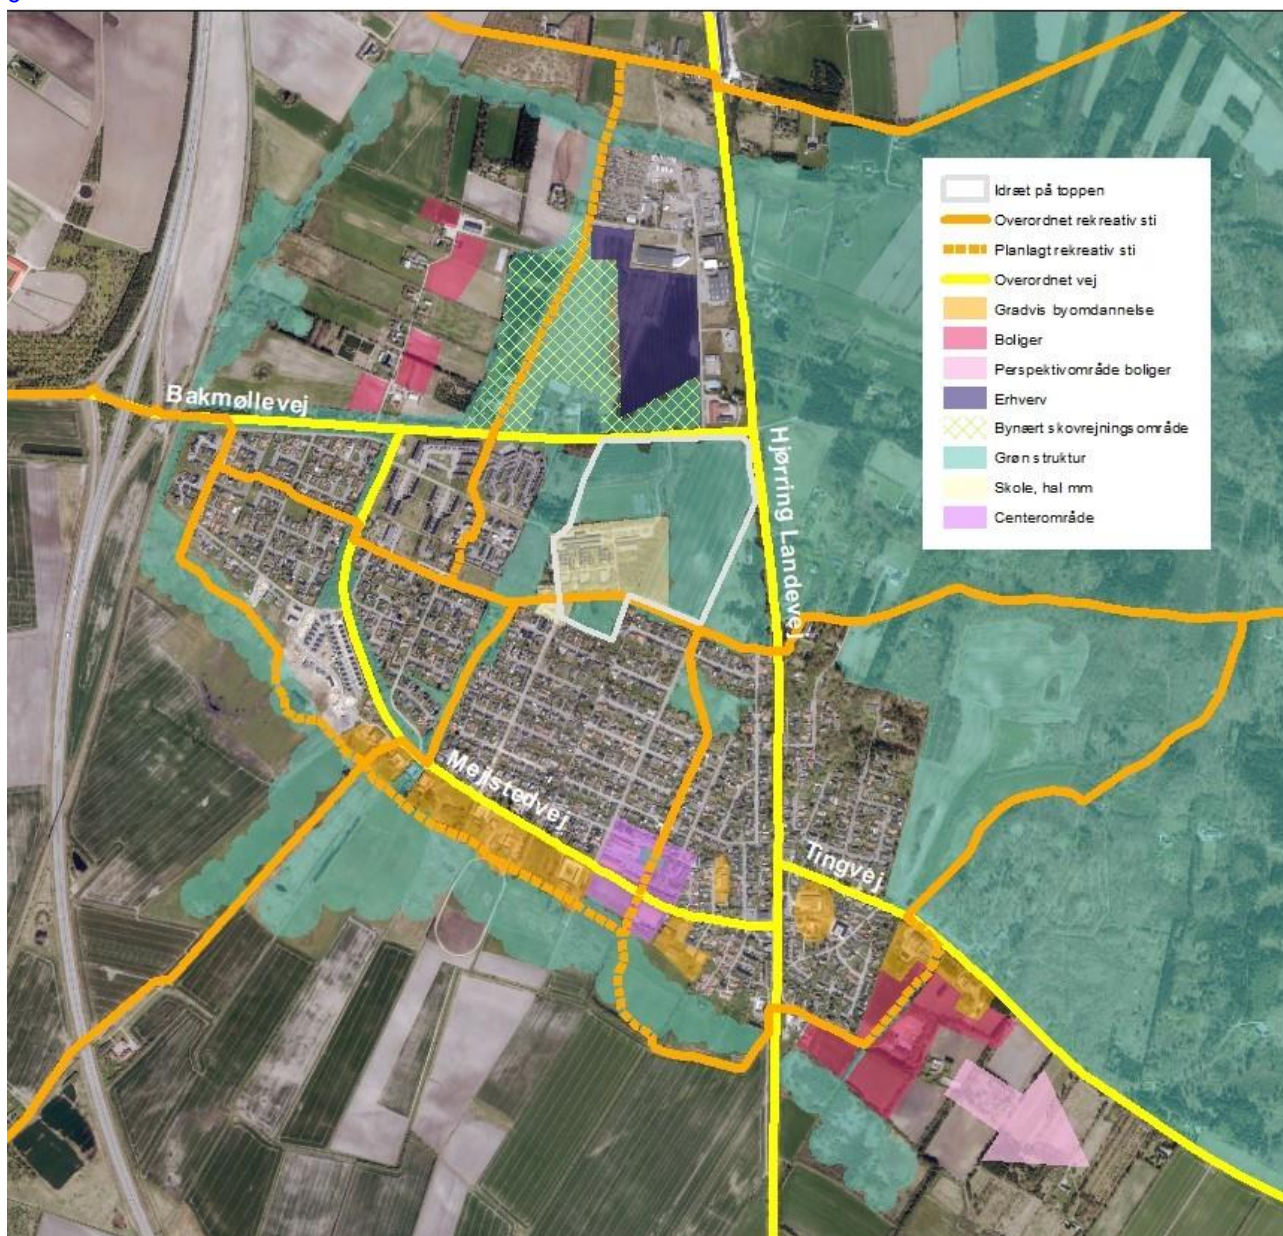 Idræt på toppen
Overordnet rekreativ sti
Planlagt rekreativ sti
Overordnet vej
Gradvis byomdannelse
Boliger
Perspektivområde boliger
Erhverv
Bynært skovrejningsområde
Grøn struktur
Skole, hal mm
Centerområde
Bakmøllevej
Hjørring Landevej
Mejlstedvej
Tingvej